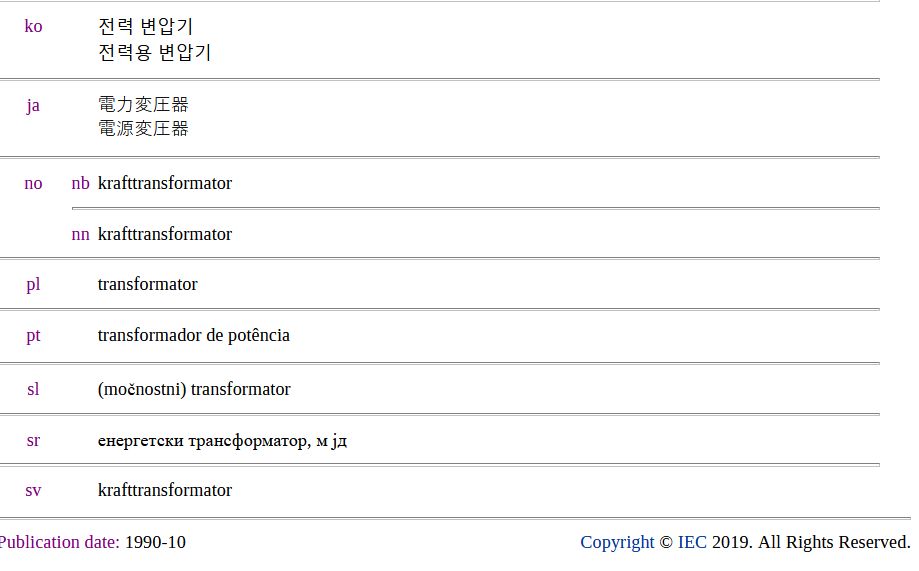 ko 전력 변압기
전력용 변압기
ja 電力変圧器
電源変圧器
no nb krafttransformator
nn krafttransformator
pl transformator
pt transformador de potência
sl (močnostni) transformator
sr енергетски трансформатор, м јд
sv krafttransformator
Publication date: 1990-10 Copyright © IEC 2019. All Rights Reserved.